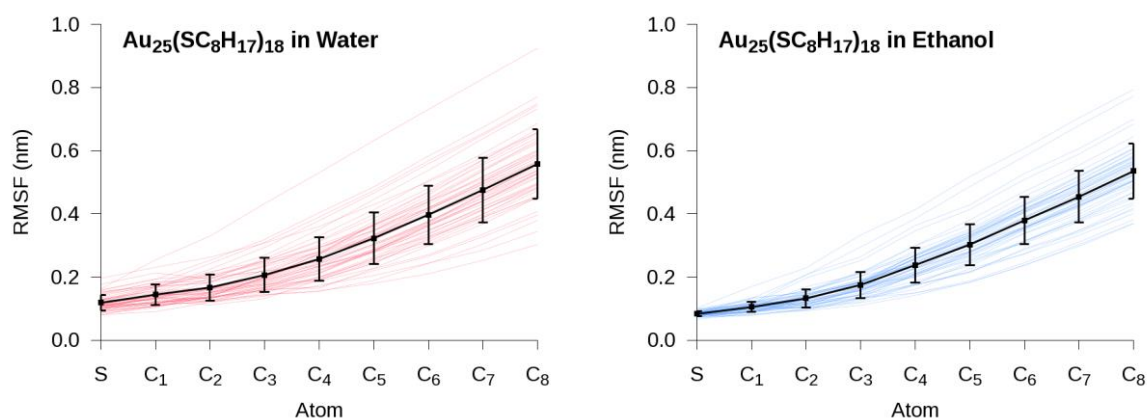 Au₂₅(SC₈H₁₇)₁₈ in Water
RMSF (nm)
1.0
0.8
0.6
0.4
0.2
0.0
S C₁ C₂ C₃ C₄ C₅ C₆ C₇ C₈
Atom
Au₂₅(SC₈H₁₇)₁₈ in Ethanol
RMSF (nm)
1.0
0.8
0.6
0.4
0.2
0.0
S C₁ C₂ C₃ C₄ C₅ C₆ C₇ C₈
Atom